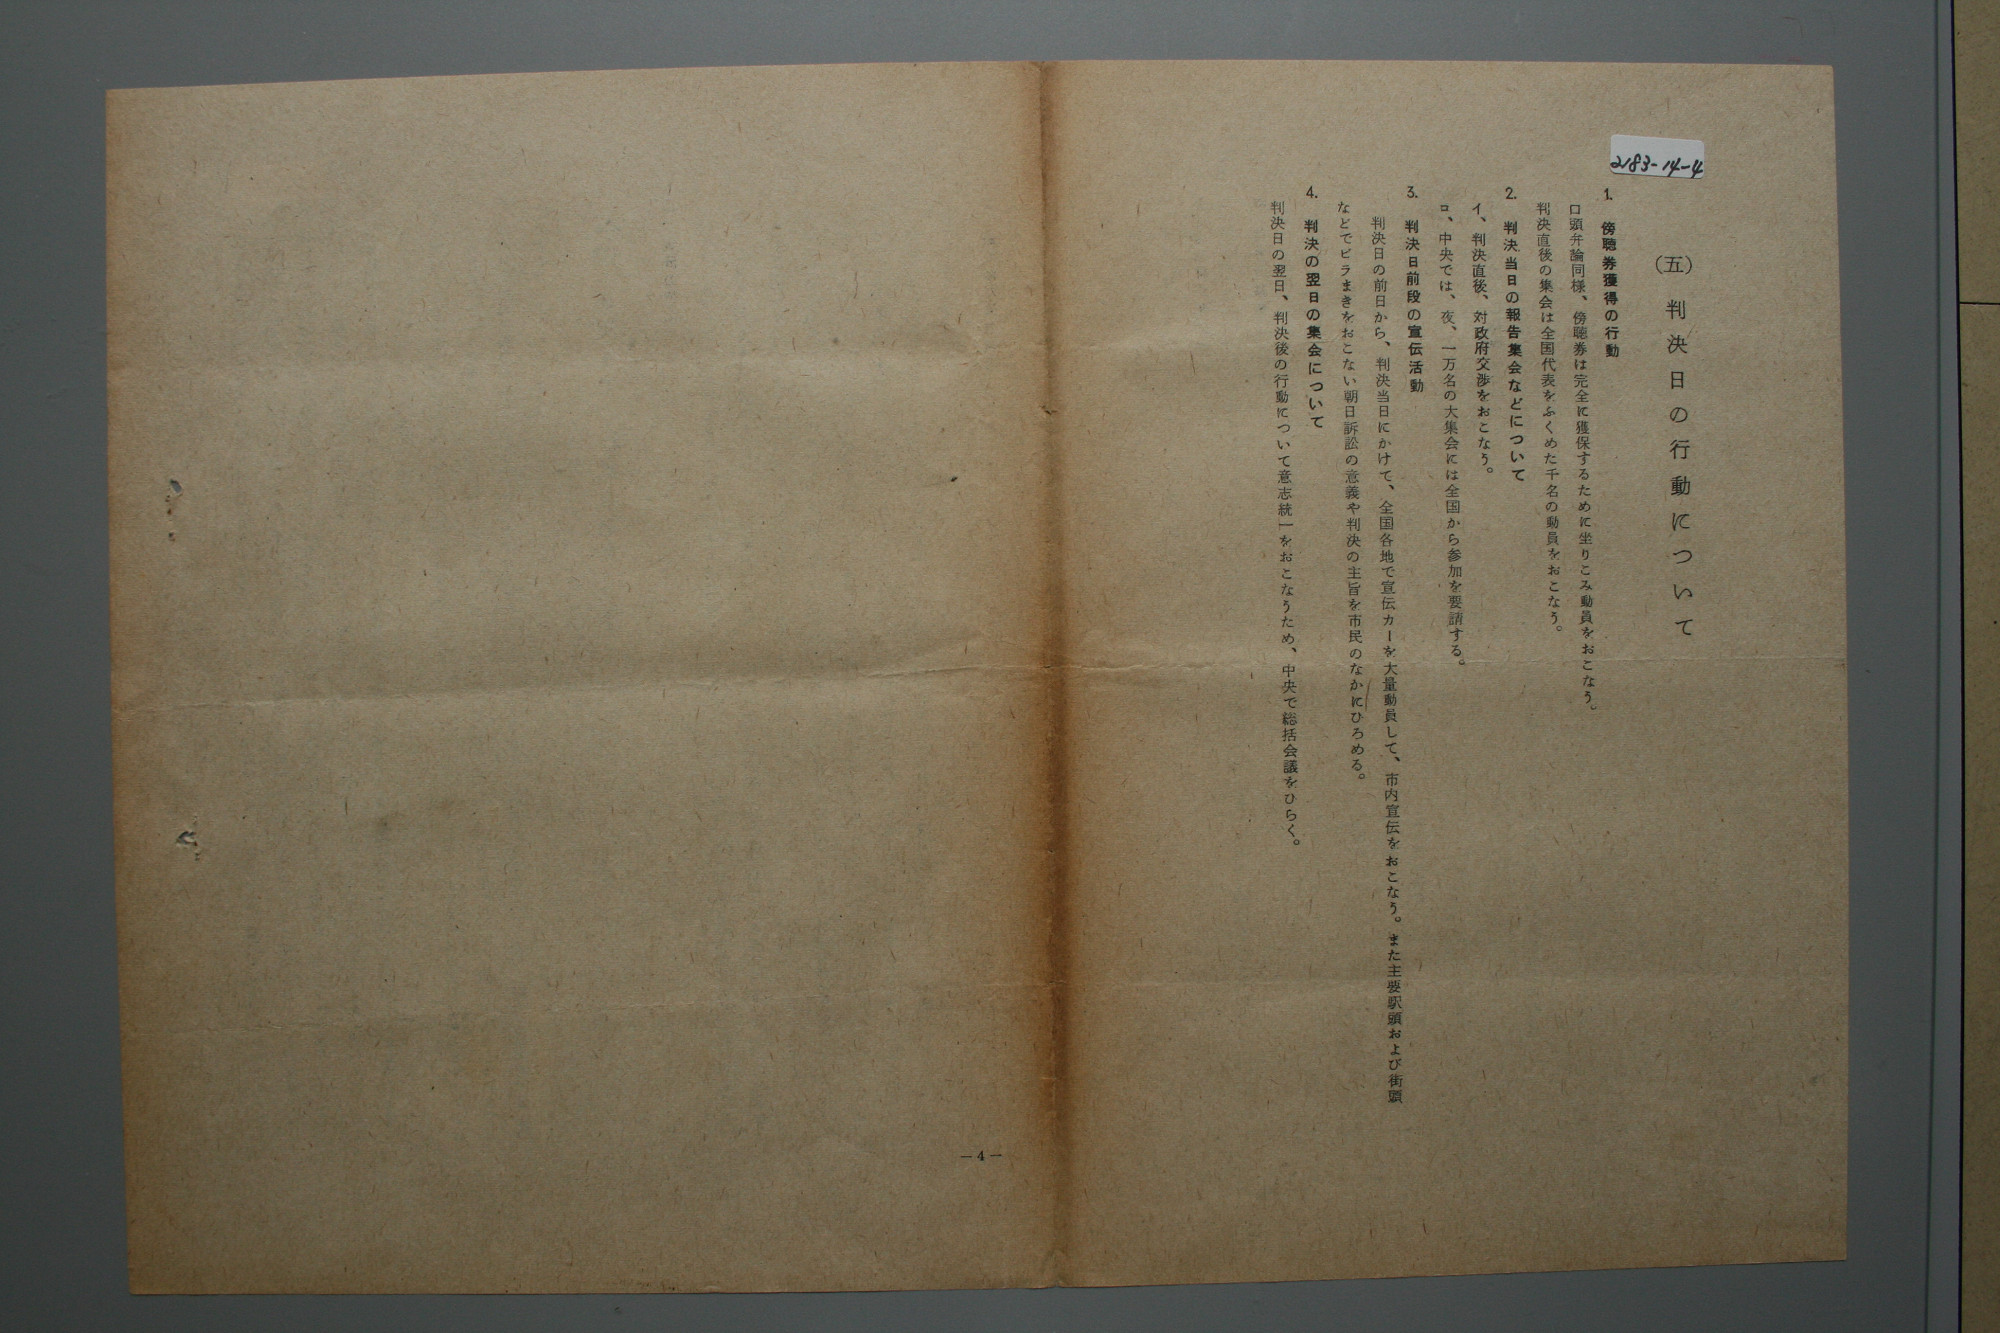 2183-14-4
(五) 判決日の行動について
1. 傍聴券獲得の行動
口頭弁論同様、傍聴券は完全に獲保するために坐りこみ動員をおこなう。
判決直後の集会は全国代表をふくめた千名の動員をおこなう。
2. 判決当日の報告集会などについて
イ、判決直後、対政府交渉をおこなう。
ロ、中央では、夜、一万名の大集会には全国から参加を要請する。
3. 判決日前段の宣伝活動
判決日の前日から、判決当日にかけて、全国各地で宣伝カーを大量動員して、市内宣伝をおこなう。また主要駅頭および街頭
などでビラまきをおこない朝日訴訟の意義や判決の主旨を市民のなかにひろめる。
4. 判決の翌日の集会について
判決日の翌日、判決後の行動について意志統一をおこなうため、中央で総括会議をひらく。
—4—